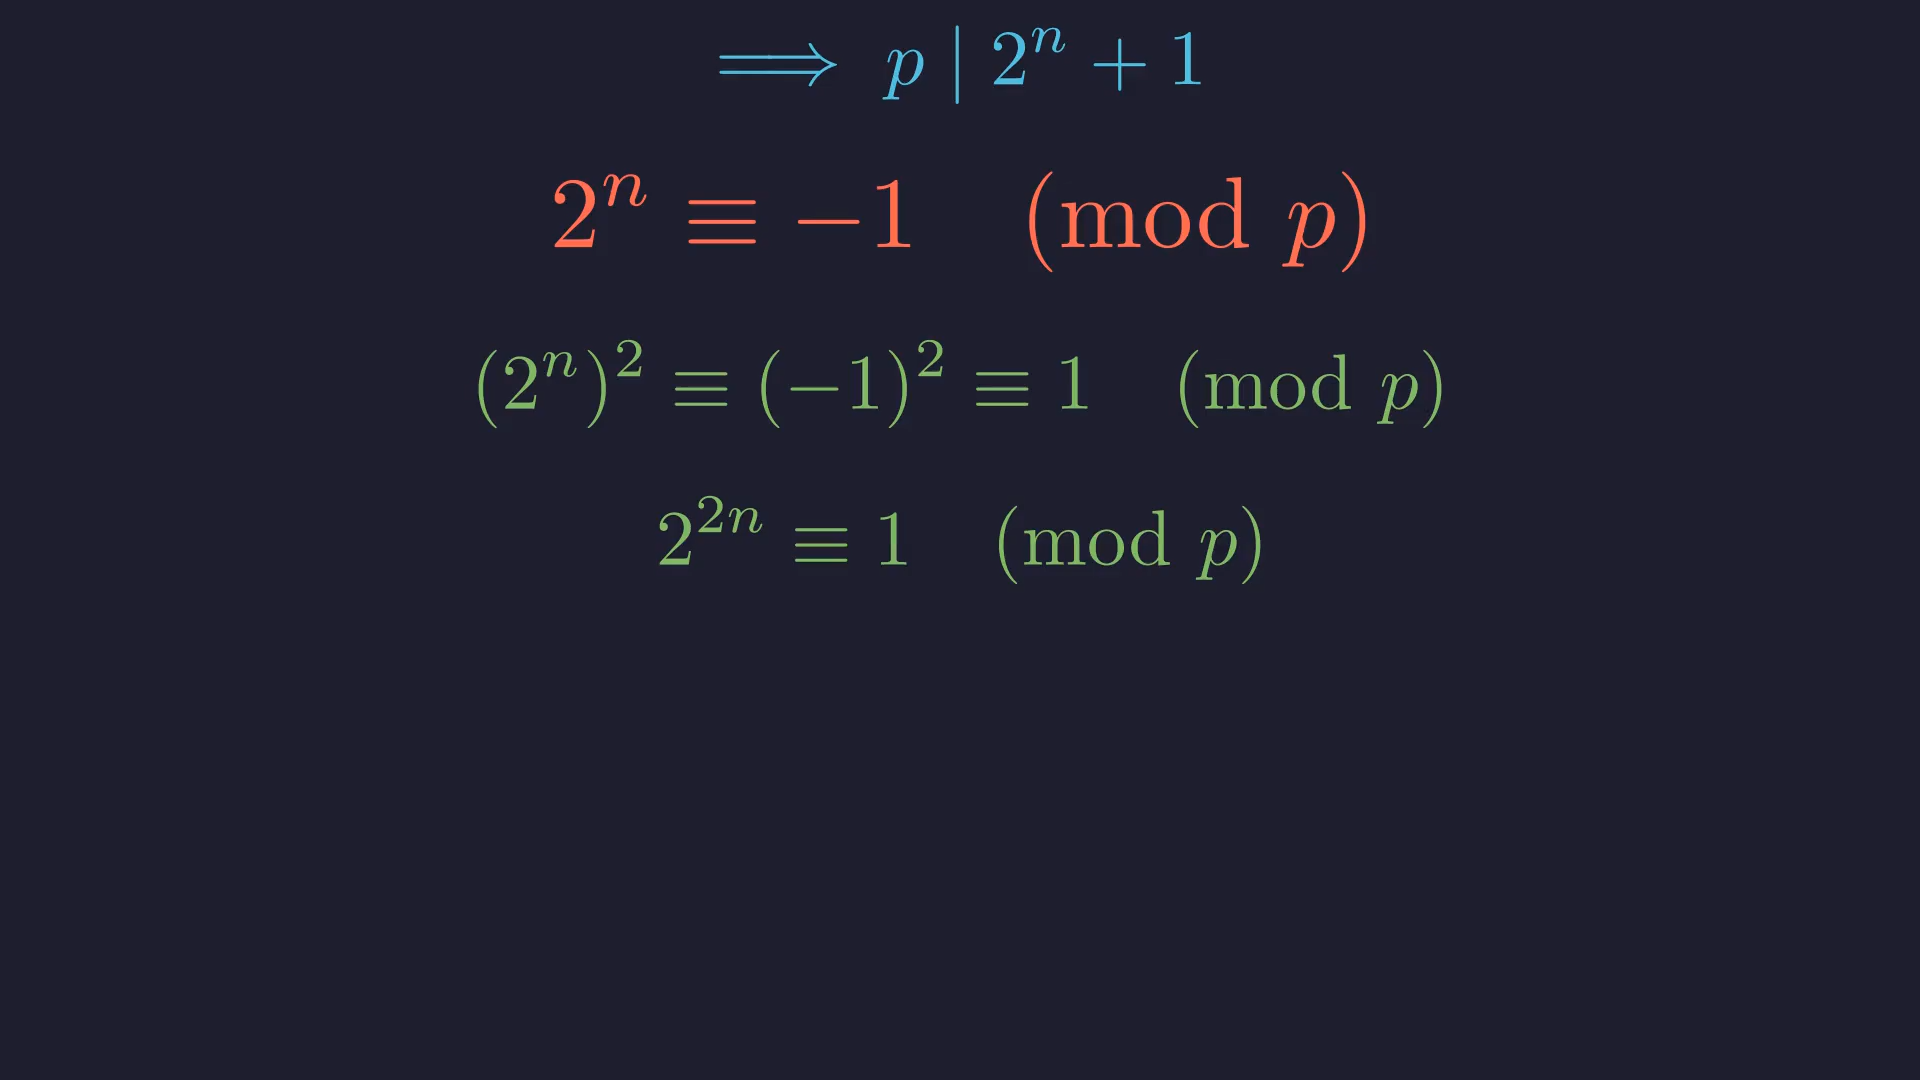 ⟹ p | 2ⁿ + 1
2ⁿ ≡ −1 (mod p)
(2ⁿ)² ≡ (−1)² ≡ 1 (mod p)
2²ⁿ ≡ 1 (mod p)